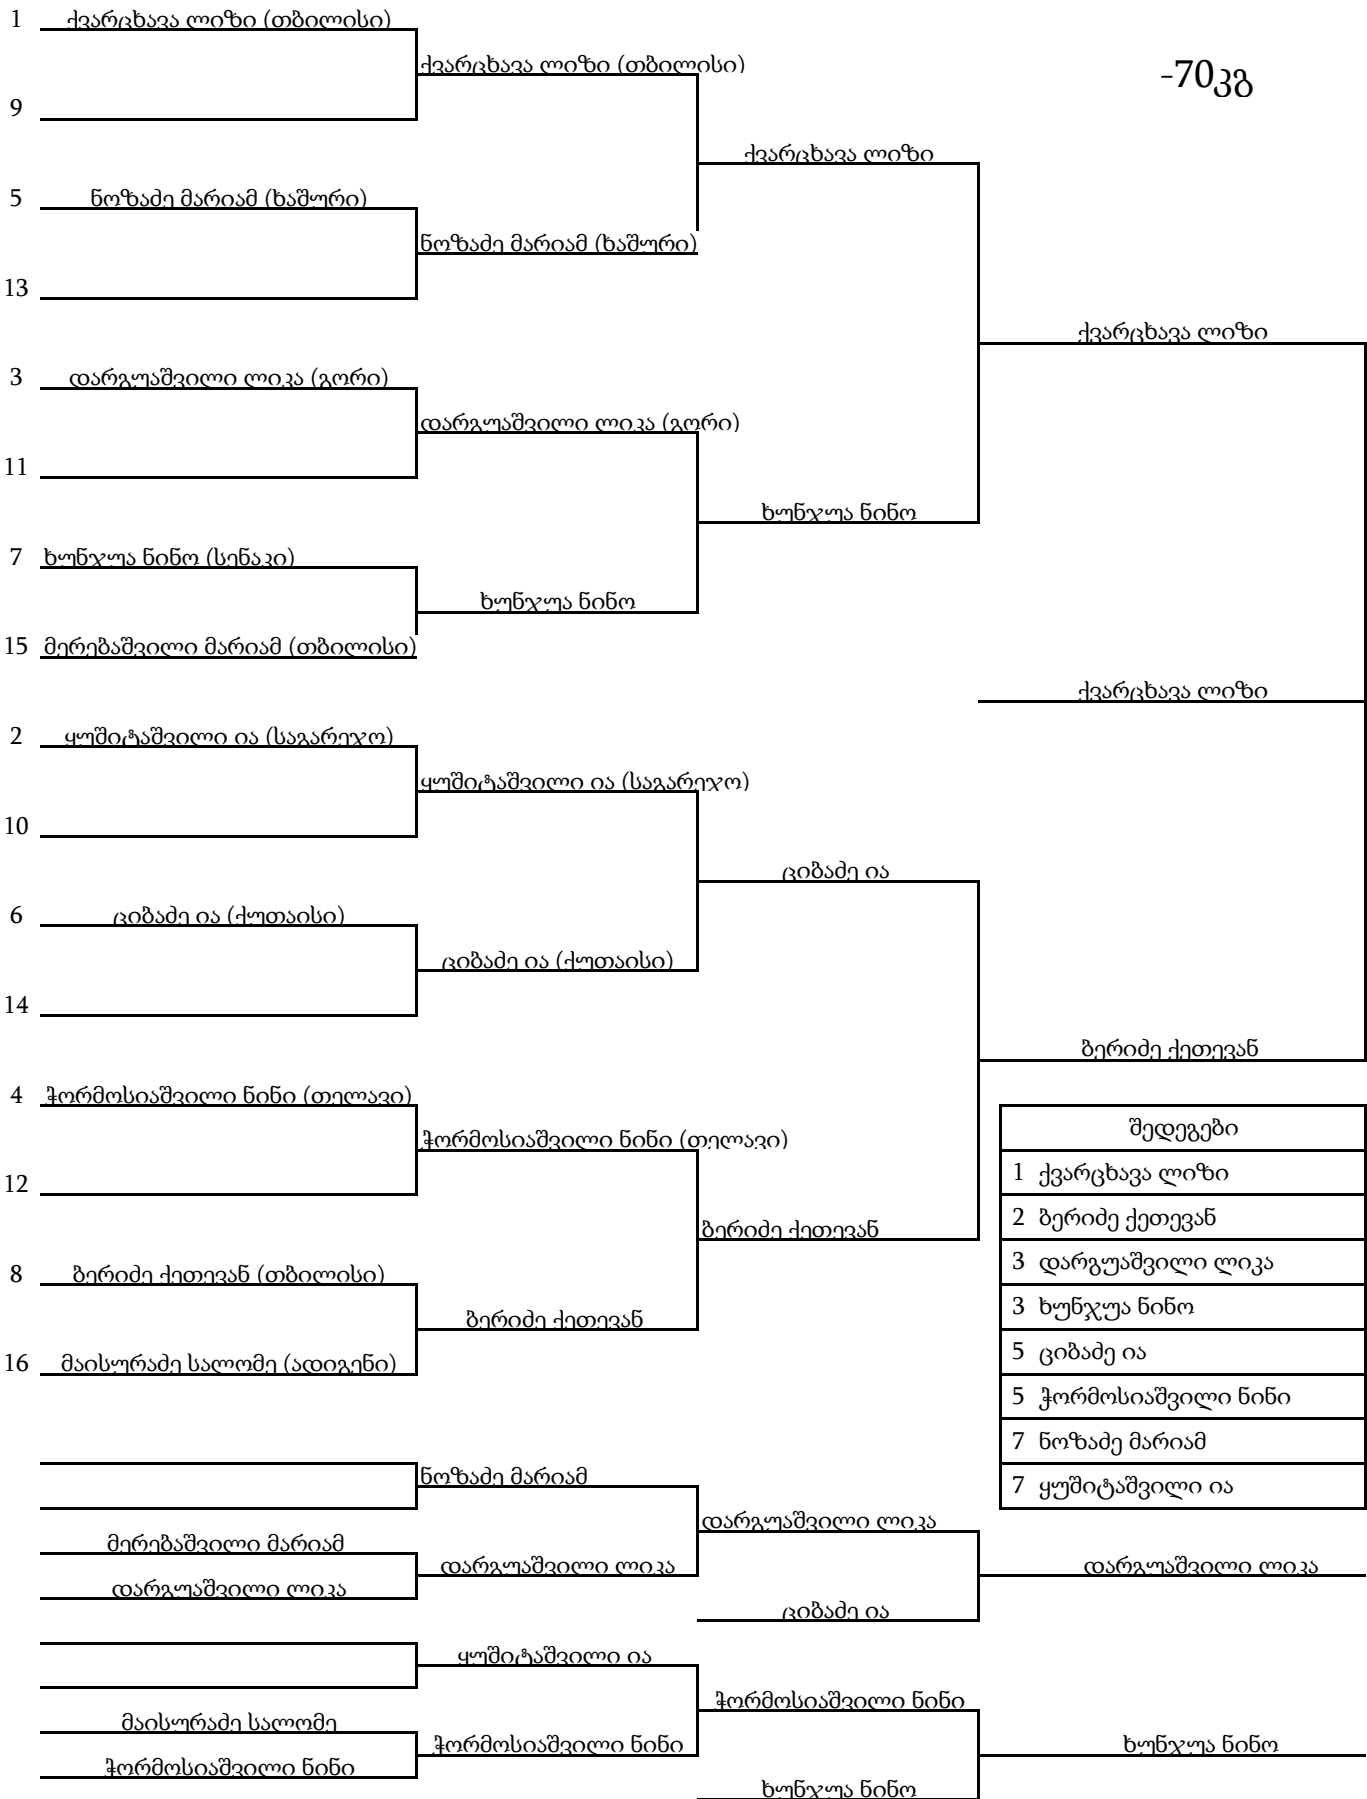 1 ქვარცხავა ლიზი (თბილისი)
ქვარცხავა ლიზი (თბილისი)
-70კგ
9
ქვარცხავა ლიზი
5 ნოზაძე მარიამ (ხაშური)
ნოზაძე მარიამ (ხაშური)
13
ქვარცხავა ლიზი
3 დარგუაშვილი ლიკა (გორი)
დარგუაშვილი ლიკა (გორი)
11
ხუნჯუა ნინო
7 ხუნჯუა ნინო (სენაკი)
ხუნჯუა ნინო
15 მერებაშვილი მარიამ (თბილისი)
ქვარცხავა ლიზი
2 ყუშიტაშვილი ია (საგარეჯო)
ყუშიტაშვილი ია (საგარეჯო)
10
ციბაძე ია
6 ციბაძე ია (ქუთაისი)
ციბაძე ია (ქუთაისი)
14
ბერიძე ქეთევან
4 ჭორმოსიაშვილი ნინი (თელავი)
ჭორმოსიაშვილი ნინი (თელავი)
12
ბერიძე ქეთევან
8 ბერიძე ქეთევან (თბილისი)
ბერიძე ქეთევან
16 მაისურაძე სალომე (ადიგენი)
შედეგები
1 ქვარცხავა ლიზი
2 ბერიძე ქეთევან
3 დარგუაშვილი ლიკა
3 ხუნჯუა ნინო
5 ციბაძე ია
5 ჭორმოსიაშვილი ნინი
7 ნოზაძე მარიამ
7 ყუშიტაშვილი ია
ნოზაძე მარიამ
დარგუაშვილი ლიკა
მერებაშვილი მარიამ
დარგუაშვილი ლიკა
დარგუაშვილი ლიკა
დარგუაშვილი ლიკა
ციბაძე ია
ყუშიტაშვილი ია
ჭორმოსიაშვილი ნინი
მაისურაძე სალომე
ჭორმოსიაშვილი ნინი
ხუნჯუა ნინო
ჭორმოსიაშვილი ნინი
ხუნჯუა ნინო